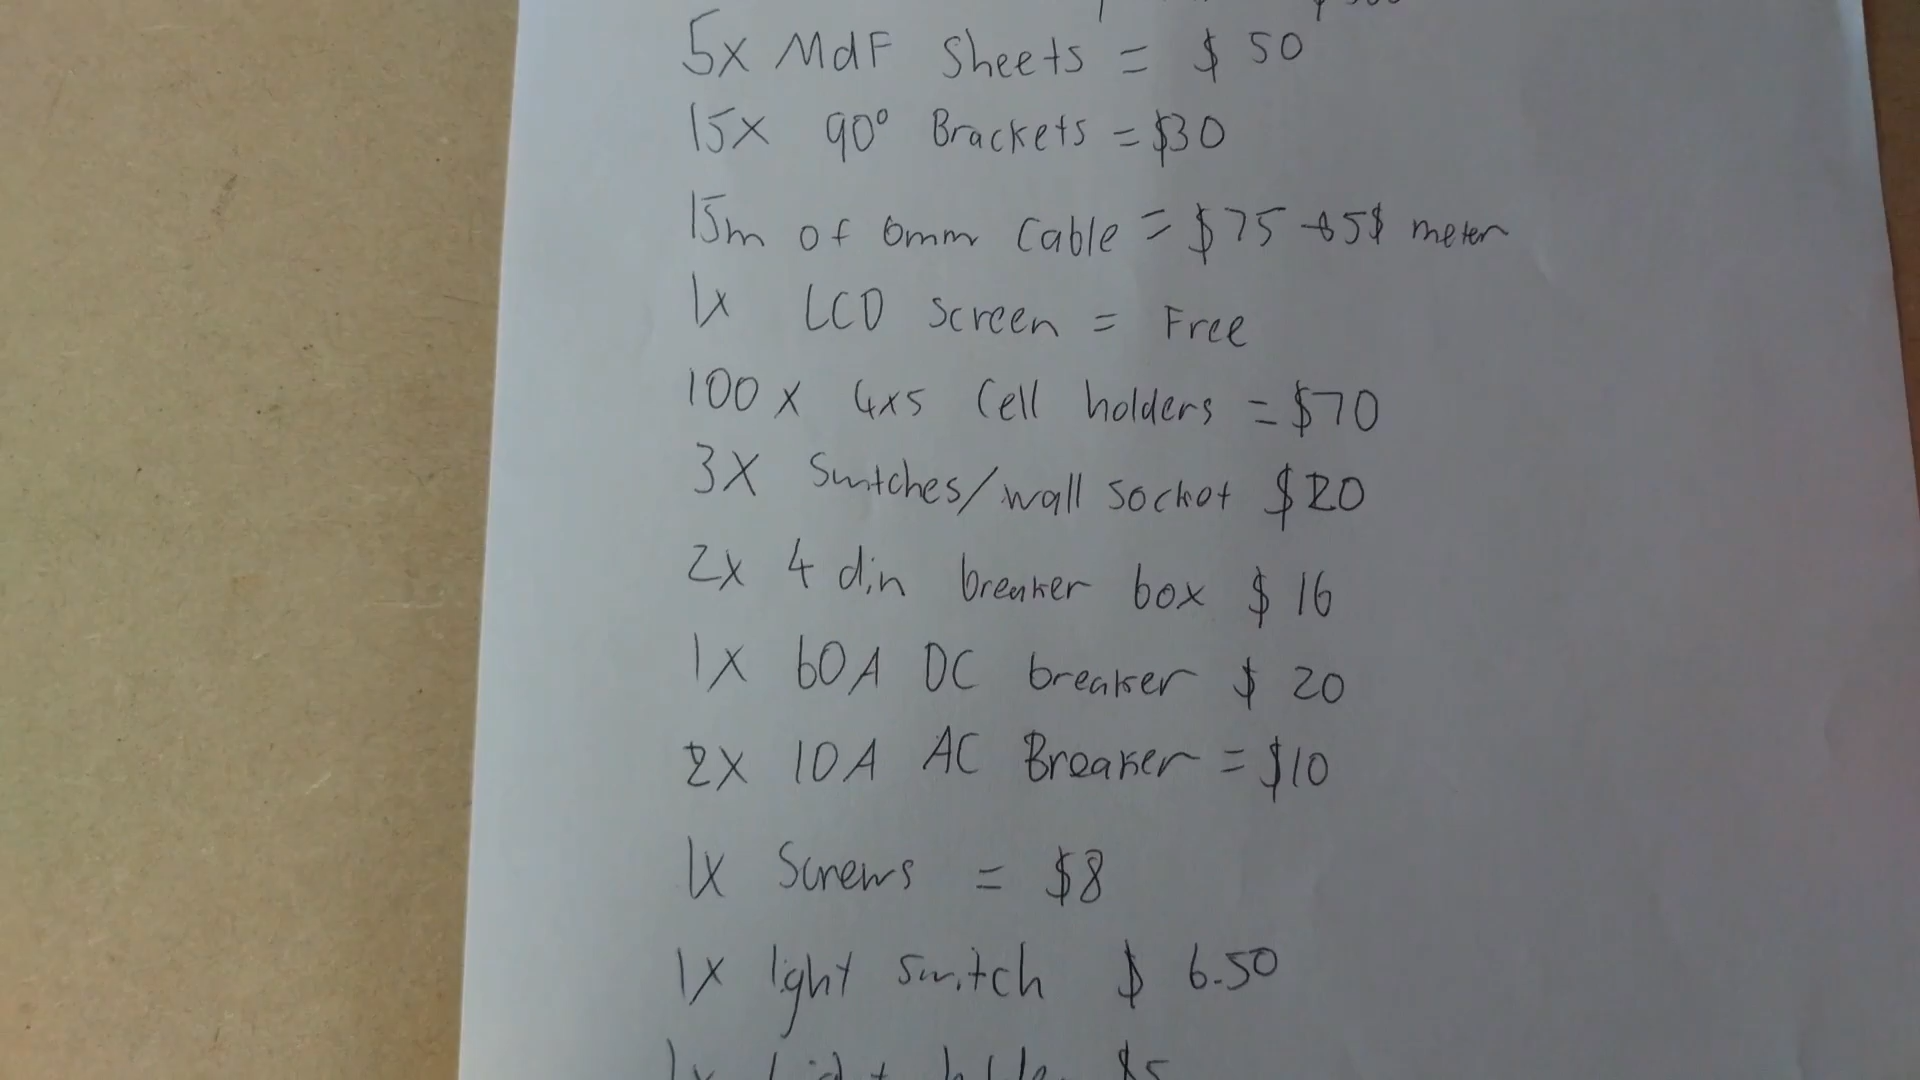 5x MdF Sheets = $ 50
15x 90° Brackets = $30
15m of 6mm Cable = $75 5$ meter
1x LCD Screen = Free
100 x 4x5 Cell holders = $70
3X Switches/wall socket $20
2x 4 din breaker box $ 16
1X 60A DC breaker $ 20
2X 10A AC Breaker = $10
1X Screws = $8
1X light switch $ 6.50
$5